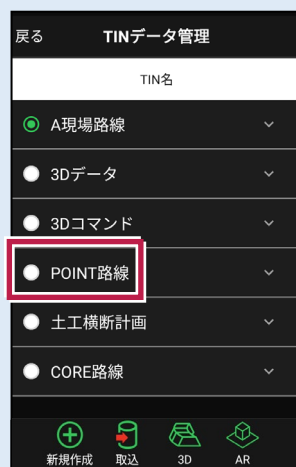 戻る TINデータ管理
TIN名
A現場路線
3Dデータ
3Dコマンド
POINT路線
土工横断計画
CORE路線
新規作成 取込 3D AR